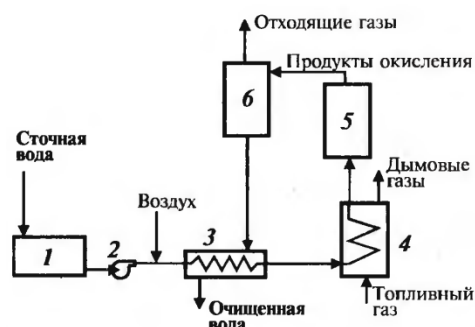 Отходящие газы
Продукты окисления
6
5
Сточная
вода
Дымовые
газы
Воздух
1
2
3
4
Очищенная
вода
Топливный
газ